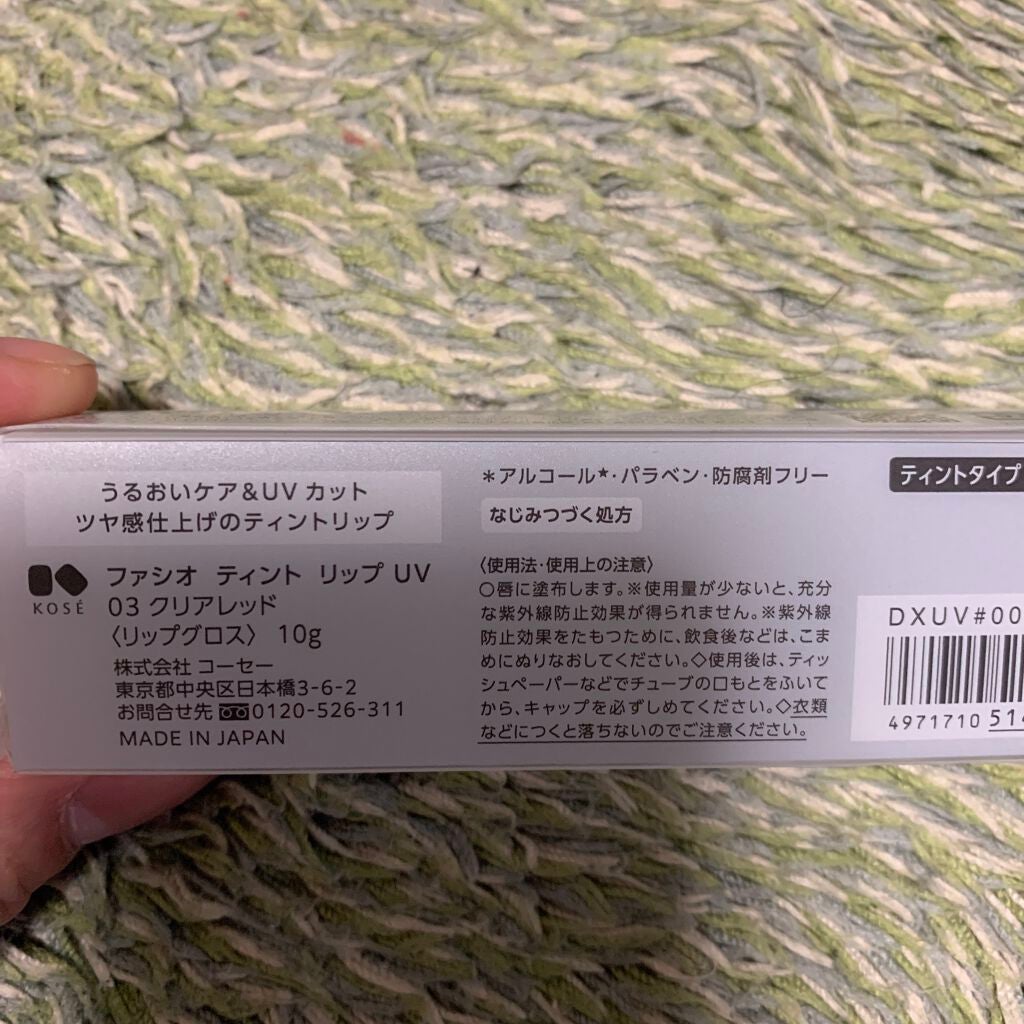 うるおいケア&UV カット
ツヤ感仕上げのティントリップ
KOSÉ
ファシオ ティント リップ UV
03 クリアレッド
〈リップグロス〉 10g
株式会社 コーセー
東京都中央区日本橋3-6-2
お問合せ先 0120-526-311
MADE IN JAPAN
*アルコール★・パラベン・防腐剤フリー
なじみつづく処方
〈使用法・使用上の注意〉
○唇に塗布します。※使用量が少ないと、充分
な紫外線防止効果が得られません。※紫外線
防止効果をたもつために、飲食後などは、こま
めにぬりなおしてください。◇使用後は、ティッ
シュペーパーなどでチューブの口もとをふいて
から、キャップを必ずしめてください。◇衣類
などにつくと落ちないのでご注意ください。
ティントタイプ
DXUV#00
4971710 514